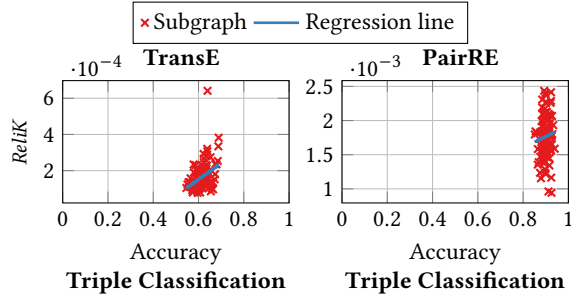 Subgraph Regression line
TransE PairRE
·10⁻⁴ ·10⁻³
ReliK
6
4
2
0 0.2 0.4 0.6 0.8 1
2.5
2
1.5
1
0 0.2 0.4 0.6 0.8 1
Accuracy Accuracy
Triple Classification Triple Classification